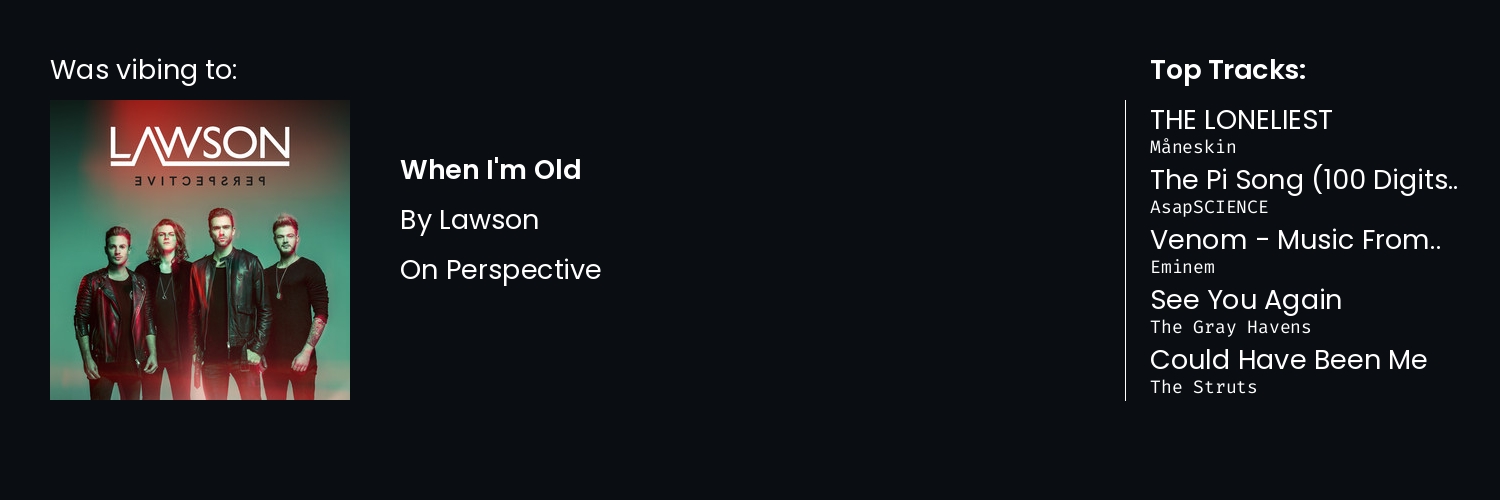 Was vibing to:
LAWSON
PERSPECTIVE
When I'm Old
By Lawson
On Perspective
Top Tracks:
THE LONELIEST
Måneskin
The Pi Song (100 Digits..
AsapSCIENCE
Venom - Music From..
Eminem
See You Again
The Gray Havens
Could Have Been Me
The Struts